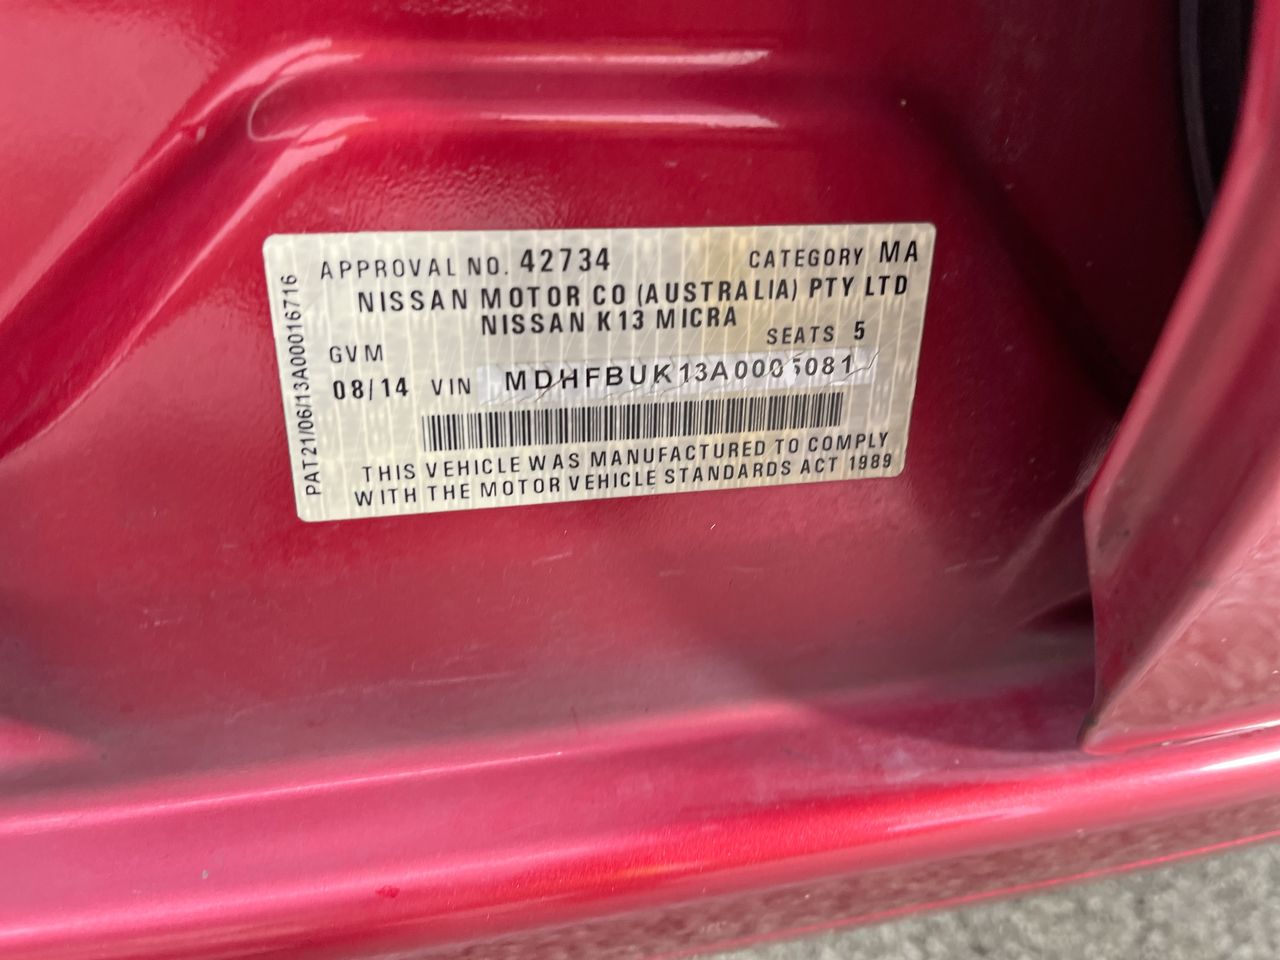 APPROVAL NO. 42734 CATEGORY MA
NISSAN MOTOR CO (AUSTRALIA) PTY LTD
NISSAN K13 MICRA
GVM SEATS 5
08/14 VIN MDHFBUK13A0005081
THIS VEHICLE WAS MANUFACTURED TO COMPLY
WITH THE MOTOR VEHICLE STANDARDS ACT 1989
PAT21/06/13A00016716